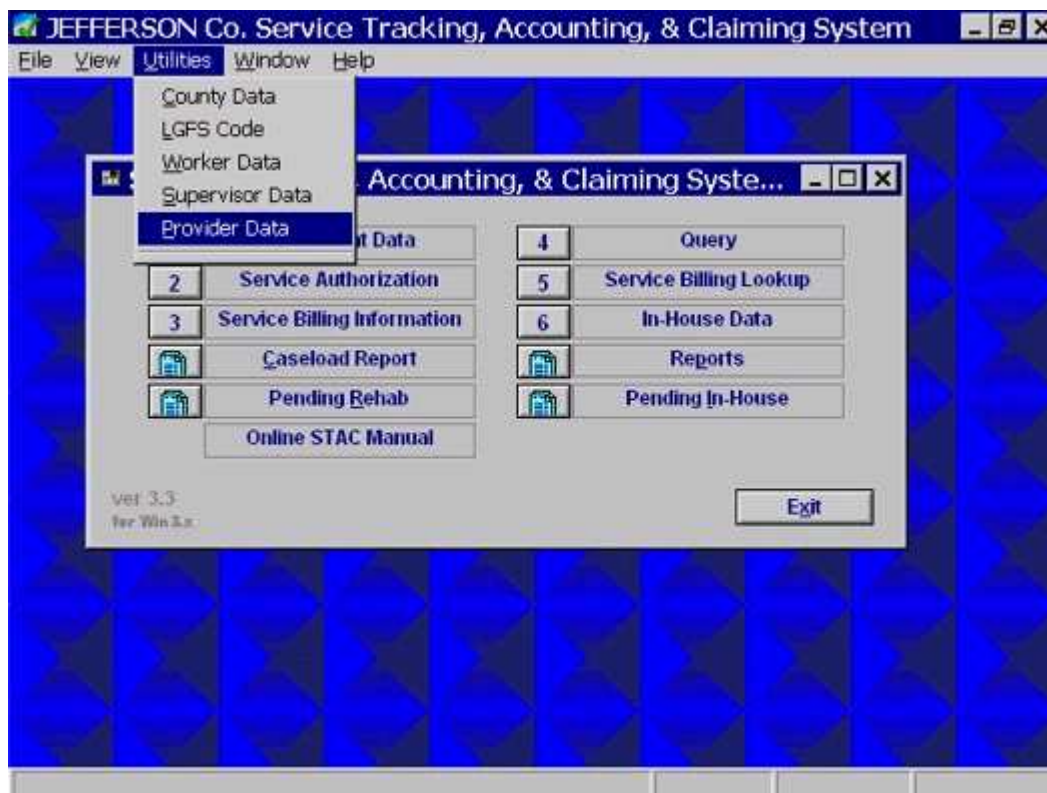 JEFFERSON Co. Service Tracking, Accounting, & Claiming System
File View Utilities Window Help
County Data
LGFS Code
Worker Data
Supervisor Data
Provider Data
S
Accounting, & Claiming Syste...
t Data
4 Query
2 Service Authorization
5 Service Billing Lookup
3 Service Billing Information
6 In-House Data
Caseload Report
Reports
Pending Rehab
Pending In-House
Online STAC Manual
ver 3.3
for Win 3.x
Exit